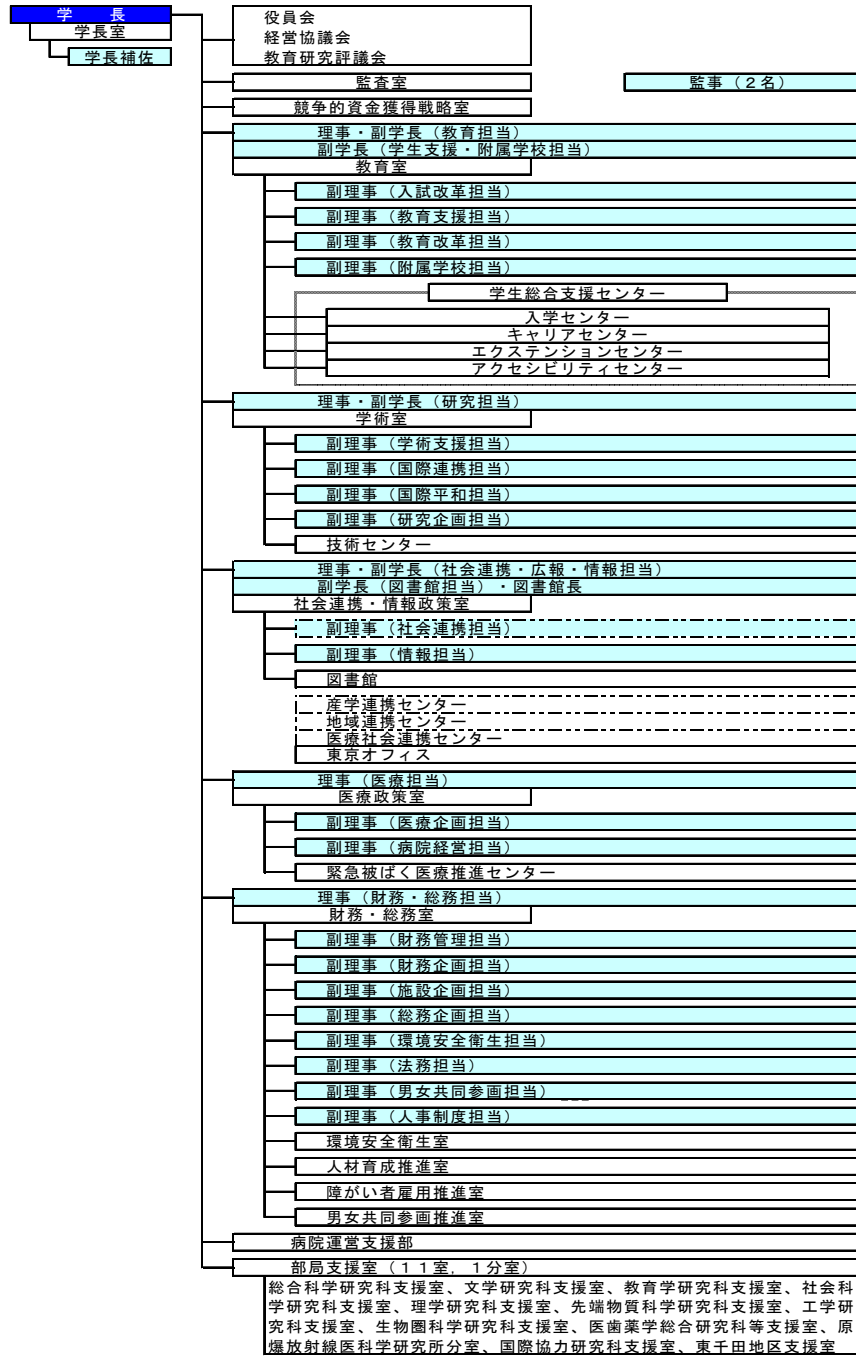 学　長
学長室
学長補佐
役員会
経営協議会
教育研究評議会
監査室
監事（２名）
競争的資金獲得戦略室
理事・副学長（教育担当）
副学長（学生支援・附属学校担当）
教育室
副理事（入試改革担当）
副理事（教育支援担当）
副理事（教育改革担当）
副理事（附属学校担当）
学生総合支援センター
入学センター
キャリアセンター
エクステンションセンター
アクセシビリティセンター
理事・副学長（研究担当）
学術室
副理事（学術支援担当）
副理事（国際連携担当）
副理事（国際平和担当）
副理事（研究企画担当）
技術センター
理事・副学長（社会連携・広報・情報担当）
副学長（図書館担当）・図書館長
社会連携・情報政策室
副理事（社会連携担当）
副理事（情報担当）
図書館
産学連携センター
地域連携センター
医療社会連携センター
東京オフィス
理事（医療担当）
医療政策室
副理事（医療企画担当）
副理事（病院経営担当）
緊急被ばく医療推進センター
理事（財務・総務担当）
財務・総務室
副理事（財務管理担当）
副理事（財務企画担当）
副理事（施設企画担当）
副理事（総務企画担当）
副理事（環境安全衛生担当）
副理事（法務担当）
副理事（男女共同参画担当）
副理事（人事制度担当）
環境安全衛生室
人材育成推進室
障がい者雇用推進室
男女共同参画推進室
病院運営支援部
部局支援室（１１室，１分室）
総合科学研究科支援室、文学研究科支援室、教育学研究科支援室、社会科
学研究科支援室、理学研究科支援室、先端物質科学研究科支援室、工学研
究科支援室、生物圏科学研究科支援室、医歯薬学総合研究科等支援室、原
爆放射線医科学研究所分室、国際協力研究科支援室、東千田地区支援室